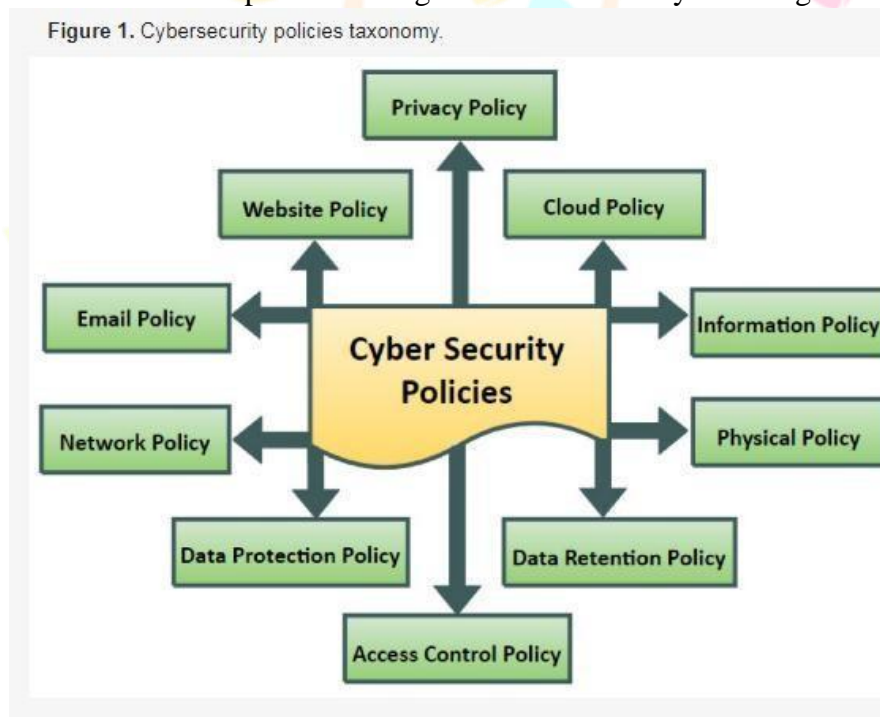 Figure 1. Cybersecurity policies taxonomy.
Privacy Policy
Website Policy
Cloud Policy
Email Policy
Information Policy
Cyber Security
Policies
Network Policy
Physical Policy
Data Protection Policy
Data Retention Policy
Access Control Policy